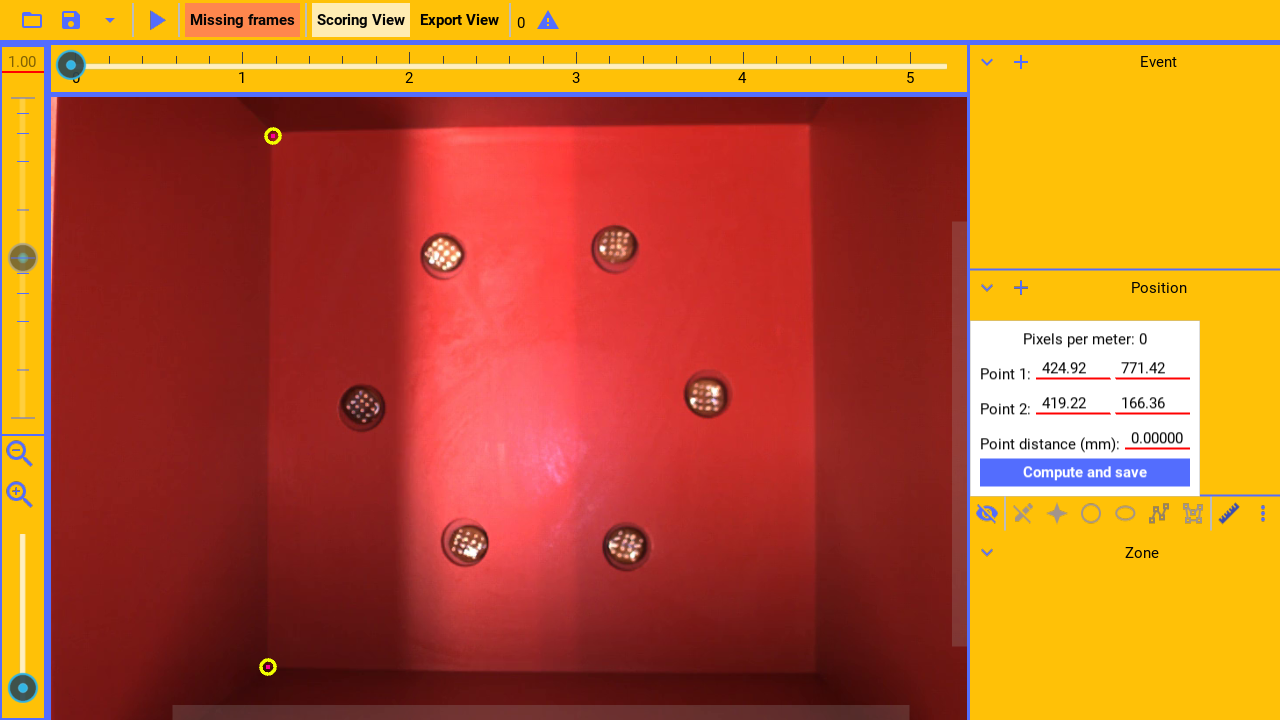 Missing frames
Scoring View
Export View
0
1.00
1
2
3
4
5
Event
Position
Pixels per meter: 0
Point 1: 424.92 771.42
Point 2: 419.22 166.36
Point distance (mm): 0.00000
Compute and save
Zone